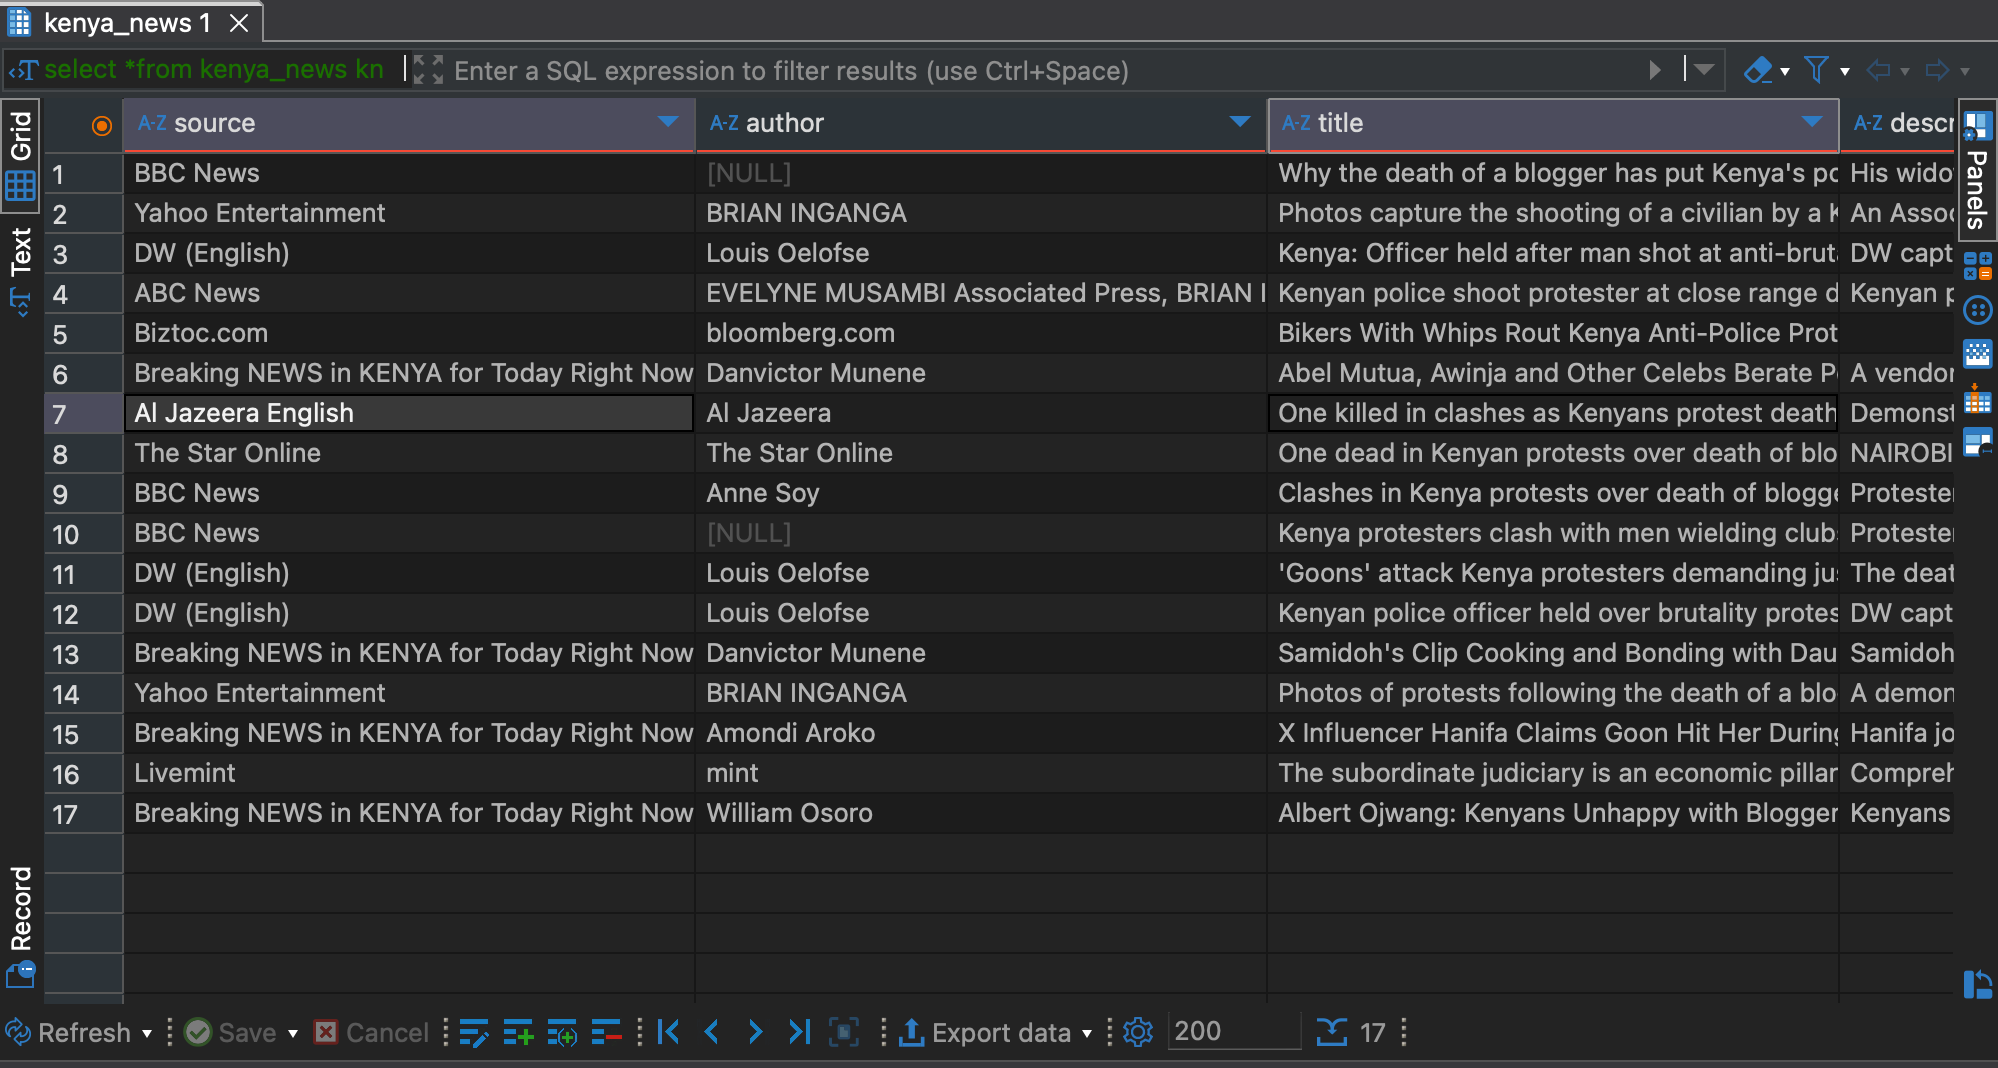 kenya_news 1
select *from kenya_news kn
Enter a SQL expression to filter results (use Ctrl+Space)
Grid
Text
Record
Panels
A-Z source A-Z author A-Z title A-Z descr
1 BBC News [NULL] Why the death of a blogger has put Kenya's po His wido
2 Yahoo Entertainment BRIAN INGANGA Photos capture the shooting of a civilian by a K An Assoc
3 DW (English) Louis Oelofse Kenya: Officer held after man shot at anti-bruta DW capt
4 ABC News EVELYNE MUSAMBI Associated Press, BRIAN I Kenyan police shoot protester at close range d Kenyan p
5 Biztoc.com bloomberg.com Bikers With Whips Rout Kenya Anti-Police Prot
6 Breaking NEWS in KENYA for Today Right Now Danvictor Munene Abel Mutua, Awinja and Other Celebs Berate Po A vendor
7 Al Jazeera English Al Jazeera One killed in clashes as Kenyans protest death Demonst
8 The Star Online The Star Online One dead in Kenyan protests over death of blo NAIROBI
9 BBC News Anne Soy Clashes in Kenya protests over death of blogge Protester
10 BBC News [NULL] Kenya protesters clash with men wielding clubs Protester
11 DW (English) Louis Oelofse 'Goons' attack Kenya protesters demanding jus The deat
12 DW (English) Louis Oelofse Kenyan police officer held over brutality protes DW capt
13 Breaking NEWS in KENYA for Today Right Now Danvictor Munene Samidoh's Clip Cooking and Bonding with Dau Samidoh
14 Yahoo Entertainment BRIAN INGANGA Photos of protests following the death of a blo A demon
15 Breaking NEWS in KENYA for Today Right Now Amondi Aroko X Influencer Hanifa Claims Goon Hit Her During Hanifa jo
16 Livemint mint The subordinate judiciary is an economic pillar Compreh
17 Breaking NEWS in KENYA for Today Right Now William Osoro Albert Ojwang: Kenyans Unhappy with Blogger Kenyans
Refresh Save Cancel Export data 200 17